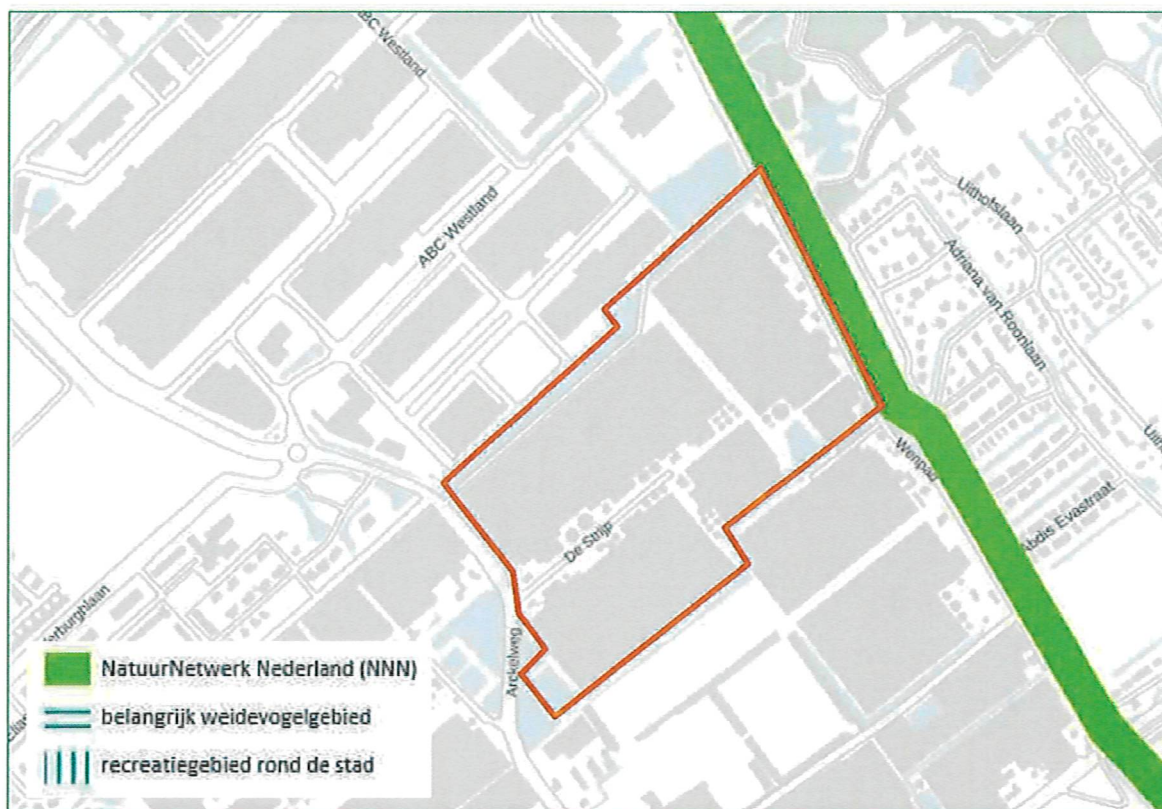 ABC Westland
ABC Westland
Uithofslaan
Adriana van Roonlaan
Wenpad
Abdis Evastraat
De Strijp
Arckelweg
NatuurNetwerk Nederland (NNN)
belangrijk weidevogelgebied
recreatiegebied rond de stad